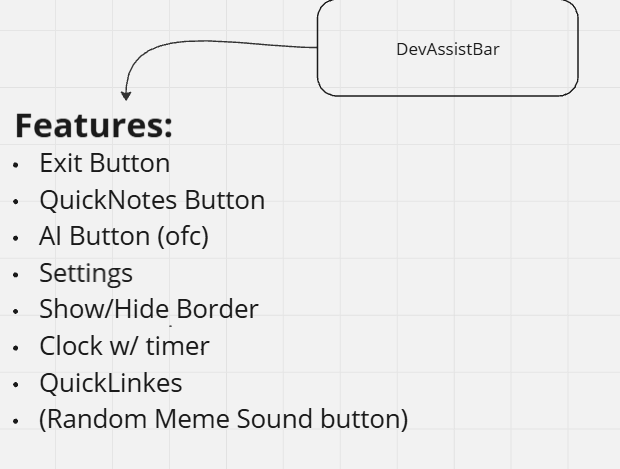 DevAssistBar
Features:
• Exit Button
• QuickNotes Button
• AI Button (ofc)
• Settings
• Show/Hide Border
• Clock w/ timer
• QuickLinkes
• (Random Meme Sound button)